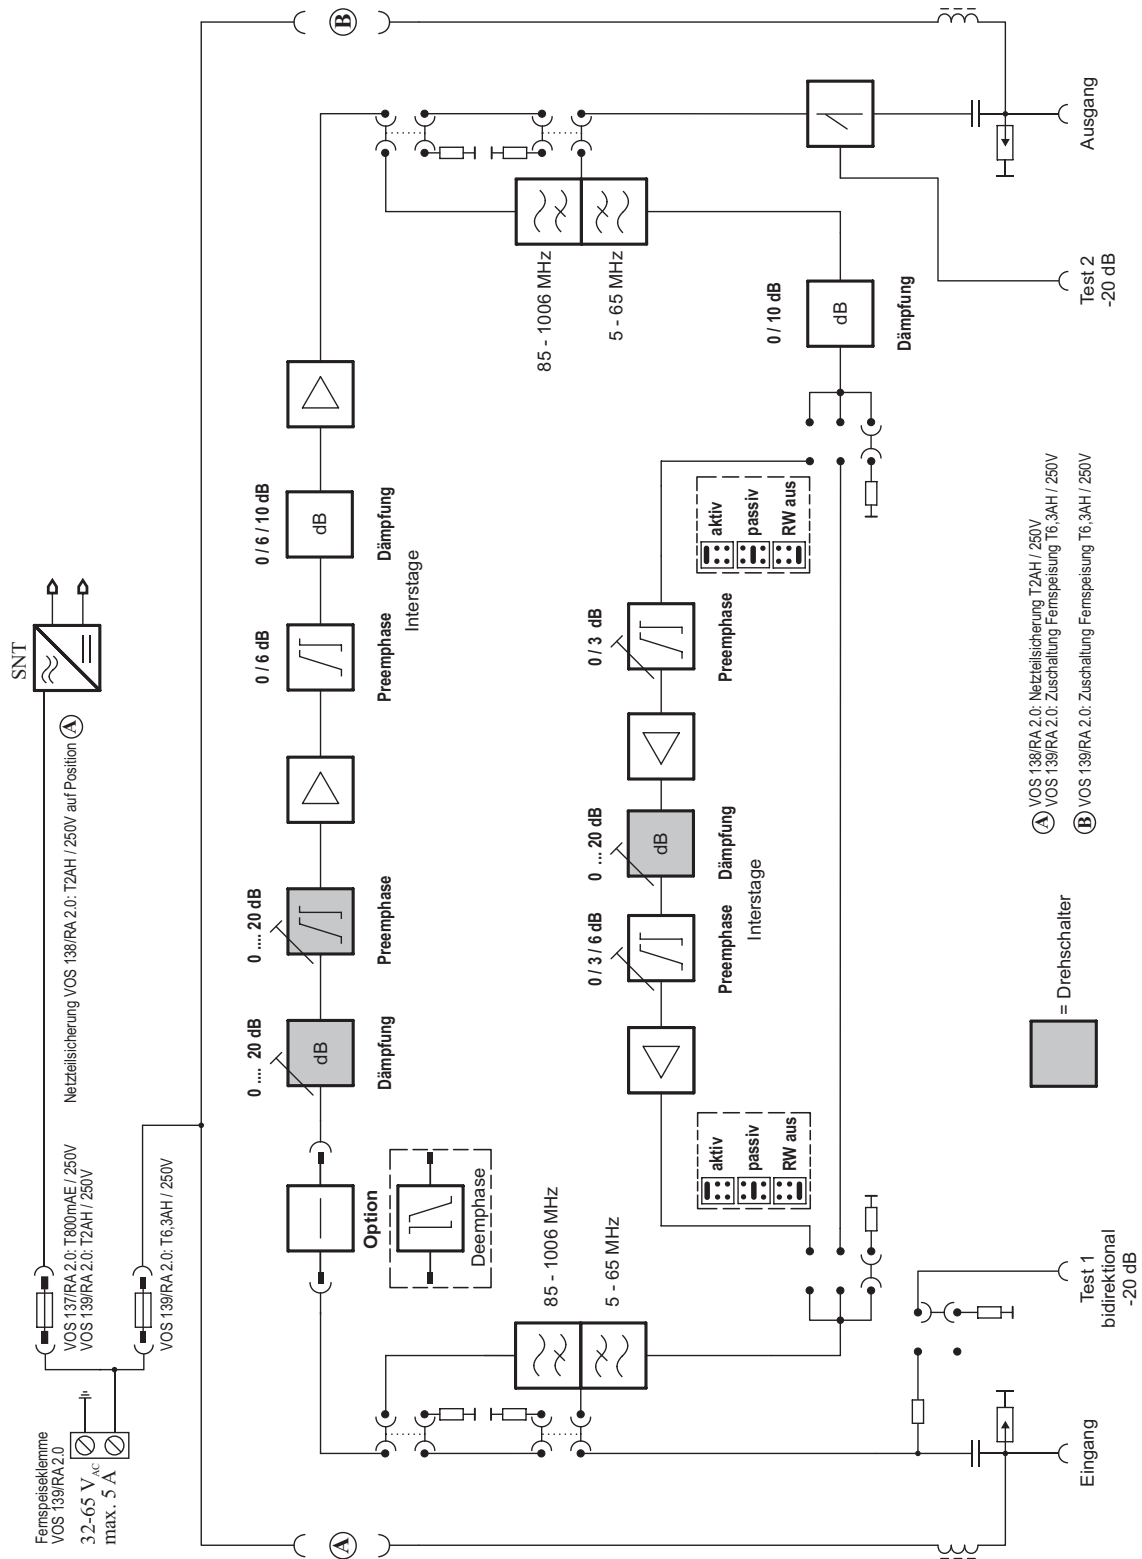 Fernspeiseklemme
VOS 139/RA 2.0
32-65 VAC
max. 5 A
VOS 137/RA 2.0: T800mAE / 250V
VOS 139/RA 2.0: T2AH / 250V
VOS 139/RA 2.0: T6,3AH / 250V
Netzteilsicherung VOS 138/RA 2.0: T2AH / 250V auf Position A
SNT
A
B
Option
Deemphase
0 .... 20 dB
dB
Dämpfung
0 .... 20 dB
Preemphase
0 / 6 dB
Preemphase
0 / 6 / 10 dB
dB
Dämpfung
Interstage
85 - 1006 MHz
5 - 65 MHz
85 - 1006 MHz
5 - 65 MHz
aktiv
passiv
RW aus
0 / 3 / 6 dB
Preemphase
0 ... 20 dB
dB
Dämpfung
Interstage
0 / 3 dB
Preemphase
aktiv
passiv
RW aus
0 / 10 dB
dB
Dämpfung
Eingang
Test 1
bidirektional
-20 dB
= Drehschalter
A VOS 138/RA 2.0: Netzteilsicherung T2AH / 250V
VOS 139/RA 2.0: Zuschaltung Fernspeisung T6,3AH / 250V
B VOS 139/RA 2.0: Zuschaltung Fernspeisung T6,3AH / 250V
Test 2
-20 dB
Ausgang